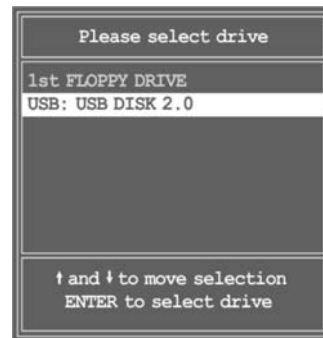 Please select drive
1st FLOPPY DRIVE
USB: USB DISK 2.0
↑ and ↓ to move selection
ENTER to select drive